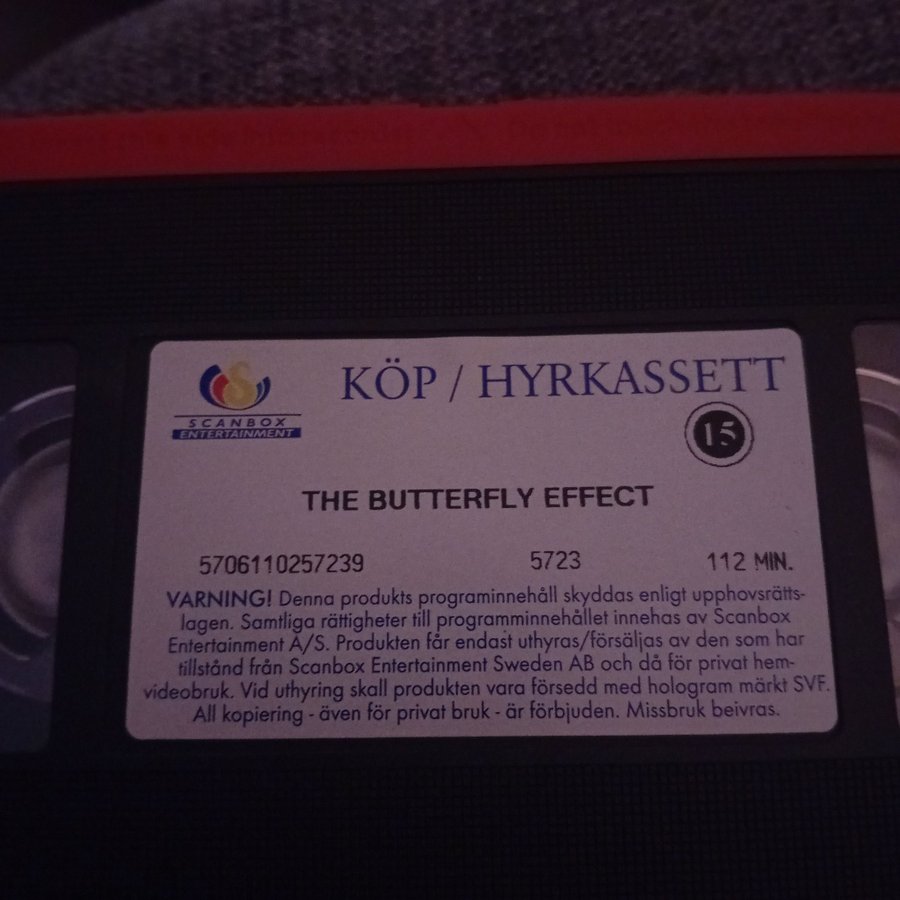 KÖP / HYRKASSETT
S
SCANBOX
ENTERTAINMENT
15
THE BUTTERFLY EFFECT
5706110257239 5723 112 MIN.
VARNING! Denna produkts programinnehåll skyddas enligt upphovsrätts-
lagen. Samtliga rättigheter till programminnehållet innehas av Scanbox
Entertainment A/S. Produkten får endast uthyras/försäljas av den som har
tillstånd från Scanbox Entertainment Sweden AB och då för privat hem-
videobruk. Vid uthyring skall produkten vara försedd med hologram märkt SVF.
All kopiering - även för privat bruk - är förbjuden. Missbruk beivras.